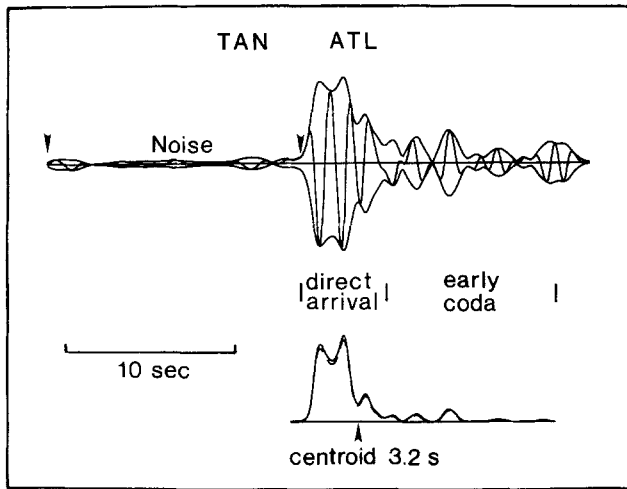 TAN ATL
Noise
direct
arrival
early
coda
10 sec
centroid 3.2 s